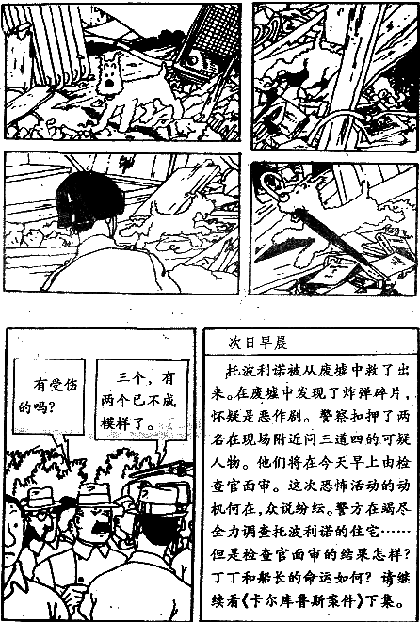 有受伤
的吗？
三个，有
两个已不成
模样了。
次日早晨
托波利诺被从废墟中救了出
来。在废墟中发现了炸弹碎片，
怀疑是恶作剧。警察扣押了两
名在现场附近问三道四的可疑
人物。他们将在今天早上由检
查官面审。这次恐怖活动的动
机何在，众说纷纭。警方在竭尽
全力调查托波利诺的住宅……
但是检查官面审的结果怎样？
丁丁和船长的命运如何？请继
续看《卡尔库鲁斯案件》下集。